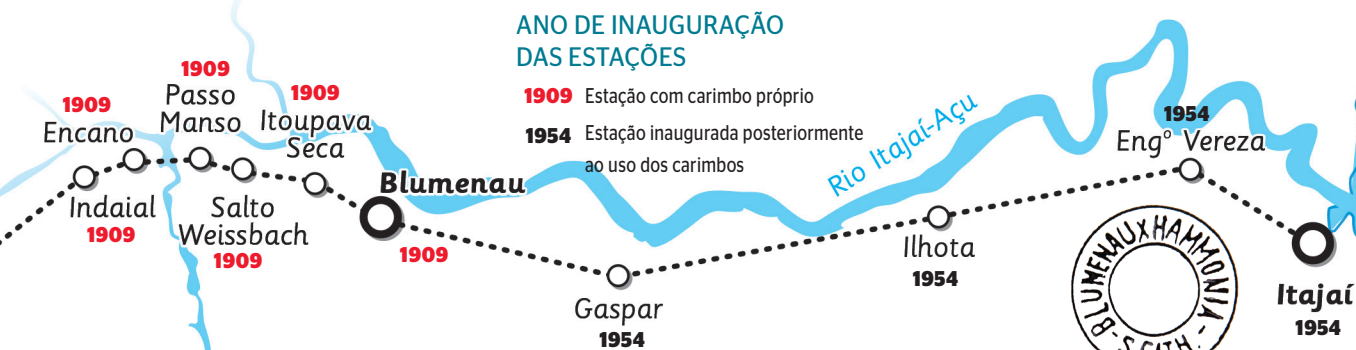 ANO DE INAUGURAÇÃO
DAS ESTAÇÕES
1909 Estação com carimbo próprio
1954 Estação inaugurada posteriormente
ao uso dos carimbos
1909
Encano
1909
Passo
Manso
1909
Itoupava
Seca
Indaial
1909
Salto
Weissbach
1909
Blumenau
1909
Gaspar
1954
Rio Itajaí-Açu
Ilhota
1954
1954
Engº Vereza
Itajaí
1954
BLUMENAUXHAMMONIA
- S.CATH. -